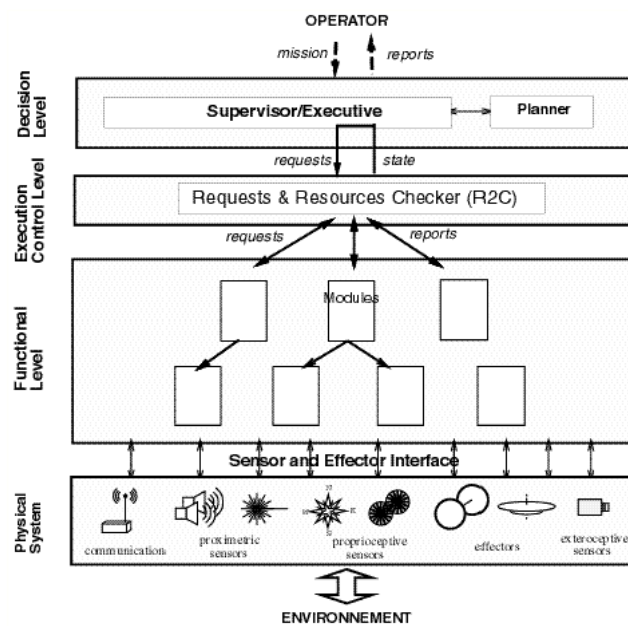 OPERATOR
mission
reports
Decision
Level
Supervisor/Executive
Planner
requests
state
Execution
Control Level
Requests & Resources Checker (R2C)
requests
reports
Functional
Level
Modules
Sensor and Effector Interface
Physical
System
communication
proximetric
sensors
proprioceptive
sensors
effectors
exteroceptive
sensors
ENVIRONNEMENT